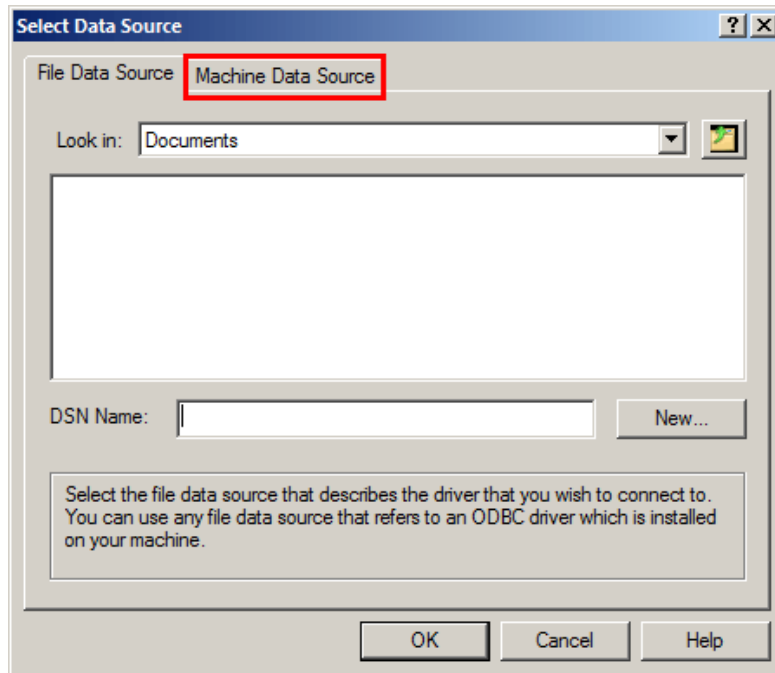 Select Data Source
File Data Source
Machine Data Source
Look in:
Documents
DSN Name:
New...
Select the file data source that describes the driver that you wish to connect to.
You can use any file data source that refers to an ODBC driver which is installed
on your machine.
OK
Cancel
Help